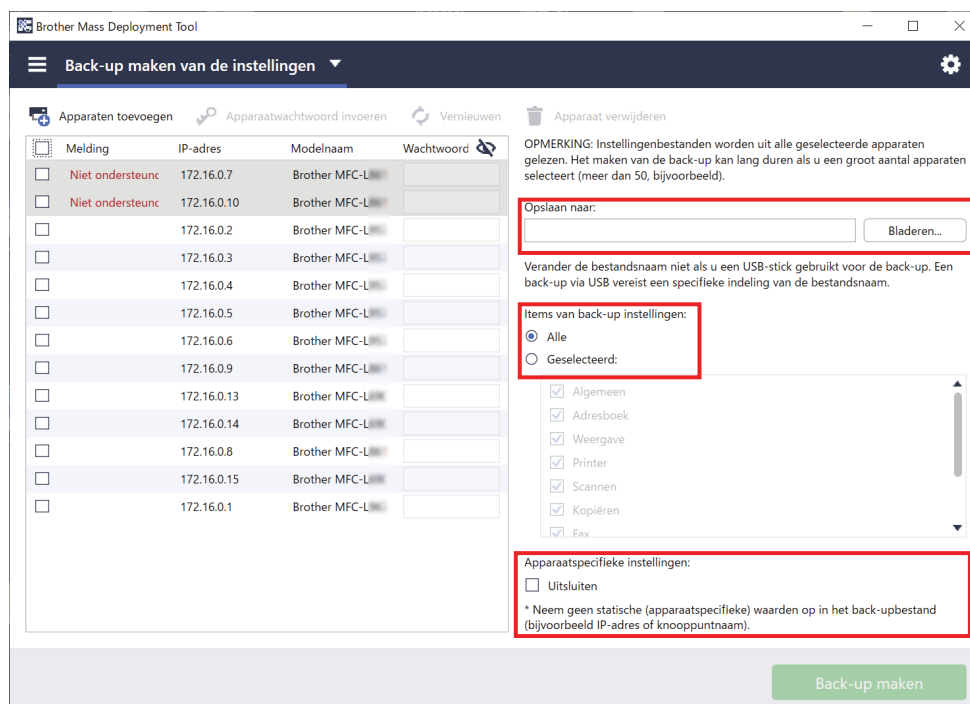 Brother Mass Deployment Tool
Back-up maken van de instellingen
Apparaten toevoegen Apparaatwachtwoord invoeren Vernieuwen Apparaat verwijderen
Melding IP-adres Modelnaam Wachtwoord
Niet ondersteund 172.16.0.7 Brother MFC-L
Niet ondersteund 172.16.0.10 Brother MFC-L
172.16.0.2 Brother MFC-L
172.16.0.3 Brother MFC-L
172.16.0.4 Brother MFC-L
172.16.0.5 Brother MFC-L
172.16.0.6 Brother MFC-L
172.16.0.9 Brother MFC-L
172.16.0.13 Brother MFC-L
172.16.0.14 Brother MFC-L
172.16.0.8 Brother MFC-L
172.16.0.15 Brother MFC-L
172.16.0.1 Brother MFC-L
OPMERKING: Instellingenbestanden worden uit alle geselecteerde apparaten
gelezen. Het maken van de back-up kan lang duren als u een groot aantal apparaten
selecteert (meer dan 50, bijvoorbeeld).
Opslaan naar:
Bladeren...
Verander de bestandsnaam niet als u een USB-stick gebruikt voor de back-up. Een
back-up via USB vereist een specifieke indeling van de bestandsnaam.
Items van back-up instellingen:
Alle
Geselecteerd:
Algemeen
Adresboek
Weergave
Printer
Scannen
Kopiëren
Fax
Apparaatspecifieke instellingen:
Uitsluiten
* Neem geen statische (apparaatspecifieke) waarden op in het back-upbestand
(bijvoorbeeld IP-adres of knooppuntnaam).
Back-up maken